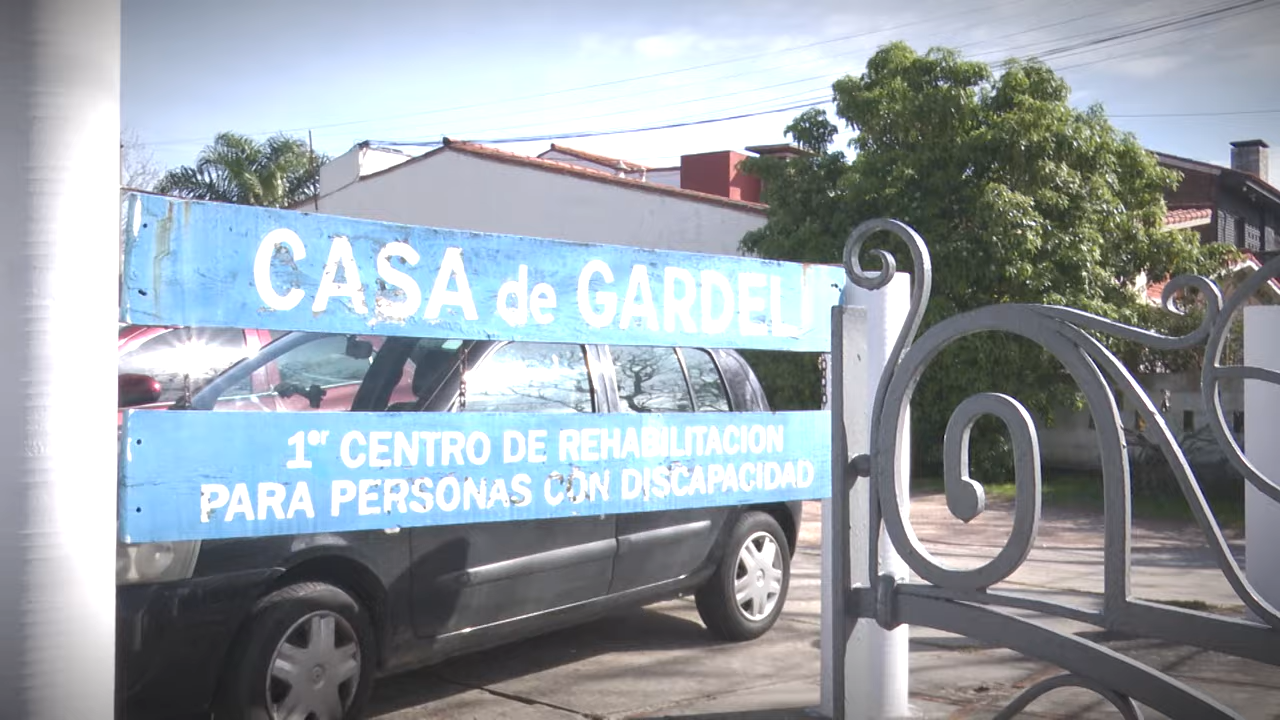 CASA de GARDEL
1er CENTRO DE REHABILITACION
PARA PERSONAS CON DISCAPACIDAD